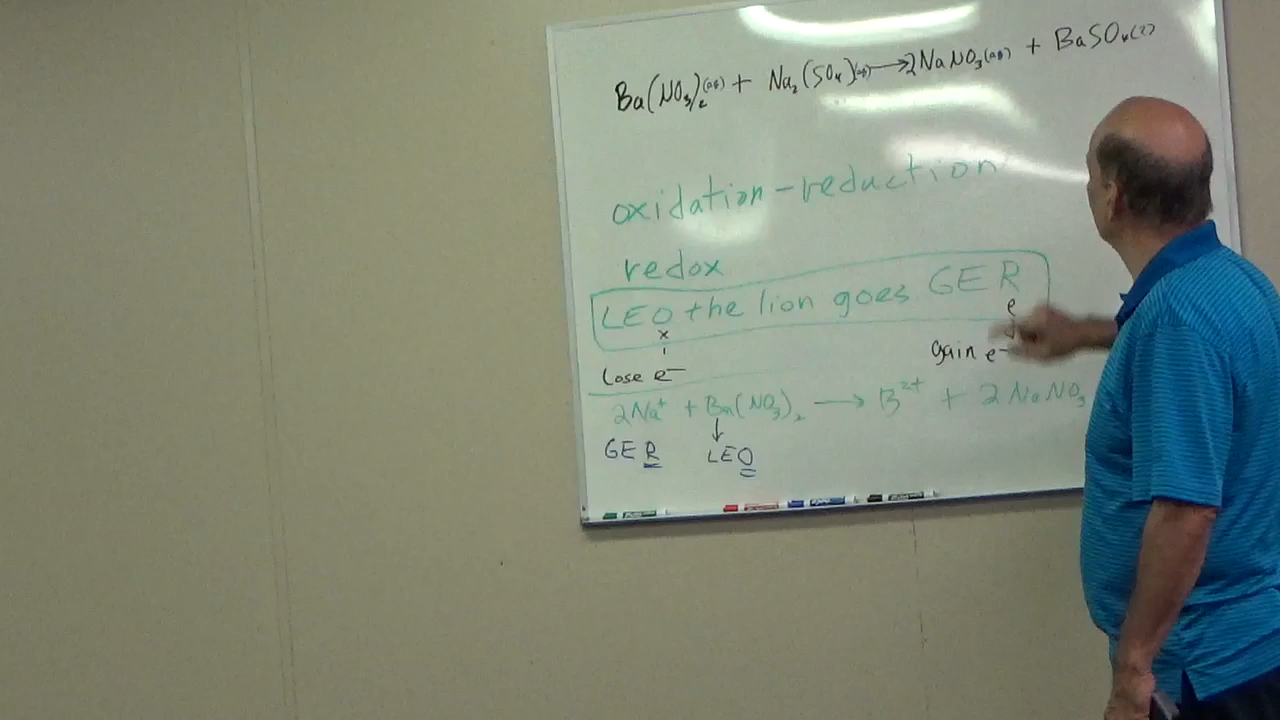 Ba(NO₃)₂(aq) + Na₂(SO₄)(aq) → 2NaNO₃(aq) + BaSO₄(s)
oxidation-reduction
redox
LEO the lion goes GER
x e
i d
Lose e⁻ gain e⁻
2Na⁺ + Ba(NO₃)₂ → B²⁺ + 2NaNO₃
↓
GER LEO